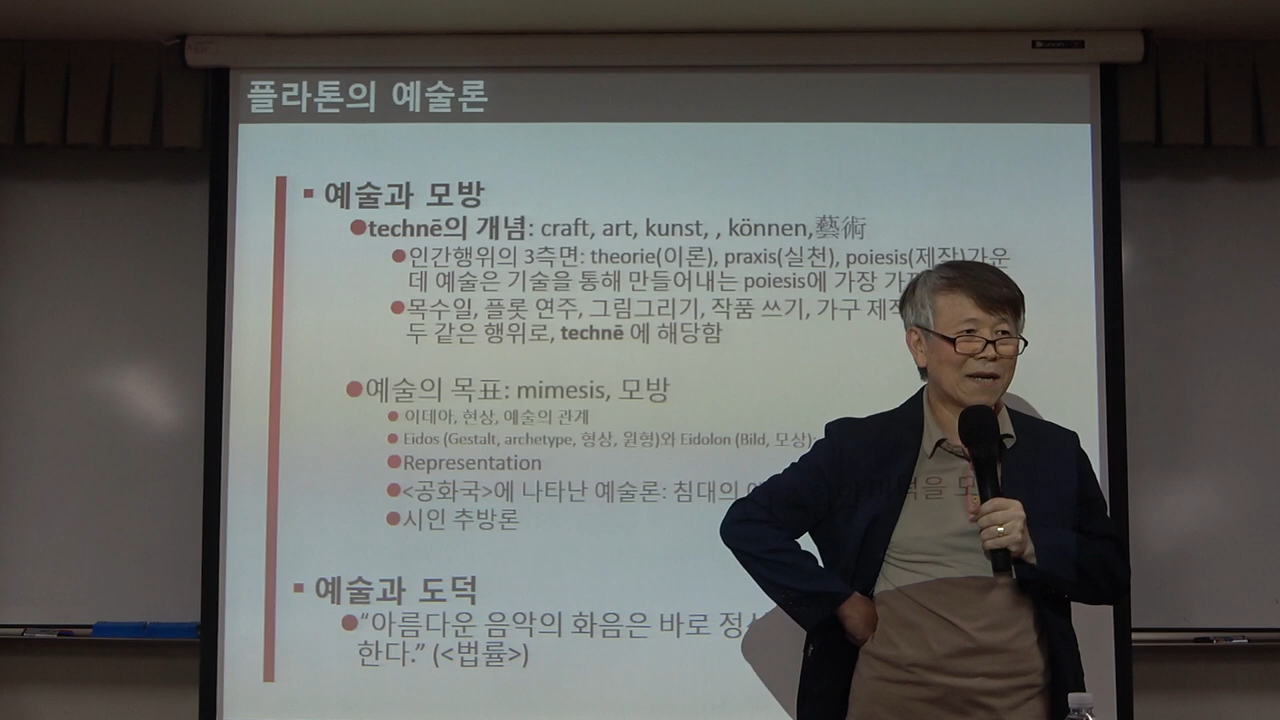 플라톤의 예술론
▪ 예술과 모방
●technē의 개념: craft, art, kunst, , können,藝術
●인간행위의 3측면: theorie(이론), praxis(실천), poiesis(제작)가운
데 예술은 기술을 통해 만들어내는 poiesis에 가장
●목수일, 플롯 연주, 그림그리기, 작품 쓰기, 가구
두 같은 행위로, technē 에 해당함
●예술의 목표: mimesis, 모방
● 이데아, 현상, 예술의 관계
● Eidos (Gestalt, archetype, 형상, 원형)와 Eidolon (Bild, 모상):
●Representation
●<공화국>에 나타난 예술론: 침대의
●시인 추방론
▪ 예술과 도덕
●“아름다운 음악의 화음은 바로
한다.” (<법률>)